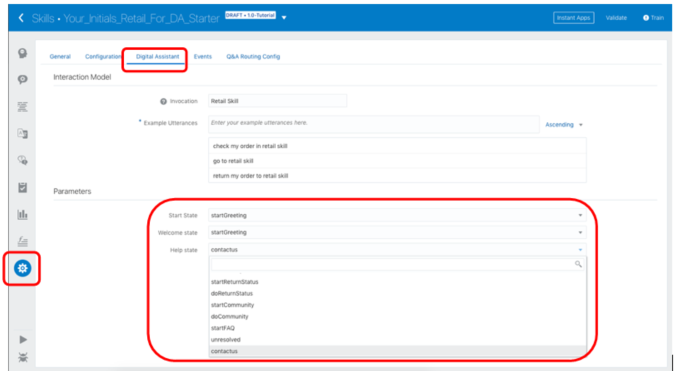 Skills • Your_Initials_Retail_For_DA_Starter DRAFT • 1.0-Tutorial Instant Apps Validate Train
General Configuration Digital Assistant Events Q&A Routing Config
Interaction Model
Invocation Retail Skill
* Example Utterances Enter your example utterances here. Ascending
check my order in retail skill
go to retail skill
return my order to retail skill
Parameters
Start State startGreeting
Welcome state startGreeting
Help state contactus
startReturnStatus
doReturnStatus
startCommunity
doCommunity
startFAQ
unresolved
contactus